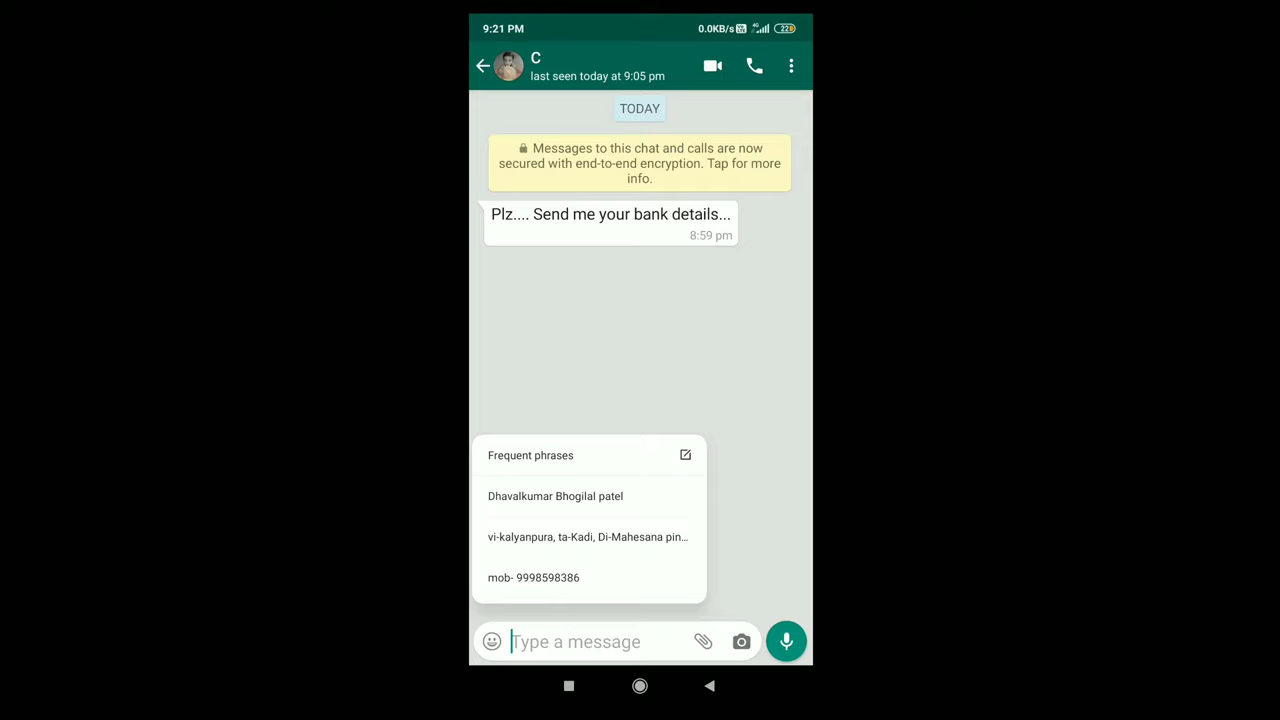 9:21 PM
0.0KB/s
4G
22
C
last seen today at 9:05 pm
TODAY
Messages to this chat and calls are now
secured with end-to-end encryption. Tap for more
info.
Plz.... Send me your bank details...
8:59 pm
Frequent phrases
Dhavalkumar Bhogilal patel
vi-kalyanpura, ta-Kadi, Di-Mahesana pin...
mob- 9998598386
Type a message